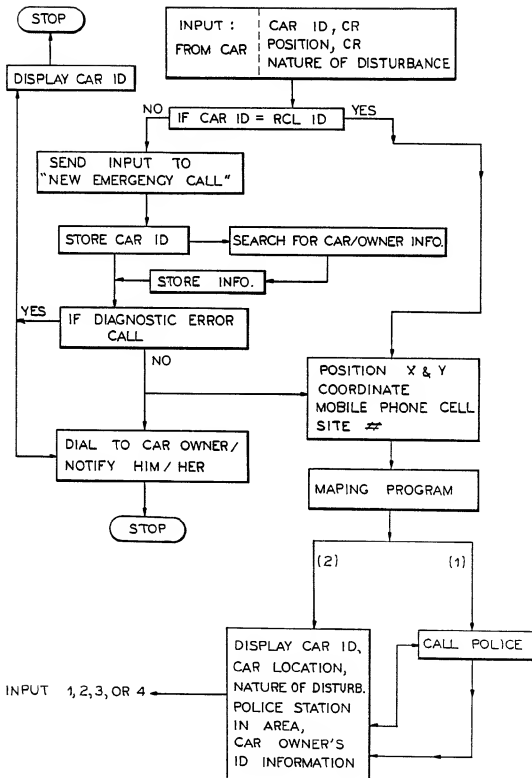 STOP
INPUT : CAR ID, CR
FROM CAR POSITION, CR
NATURE OF DISTURBANCE
DISPLAY CAR ID
NO
IF CAR ID = RCL ID
YES
SEND INPUT TO
"NEW EMERGENCY CALL"
STORE CAR ID
SEARCH FOR CAR/OWNER INFO.
STORE INFO.
YES
IF DIAGNOSTIC ERROR
CALL
NO
POSITION X & Y
COORDINATE
MOBILE PHONE CELL
SITE #
DIAL TO CAR OWNER/
NOTIFY HIM/HER
STOP
MAPING PROGRAM
(2)
(1)
DISPLAY CAR ID,
CAR LOCATION,
NATURE OF DISTURB.
POLICE STATION
IN AREA,
CAR OWNER'S
ID INFORMATION
CALL POLICE
INPUT 1,2,3, OR 4